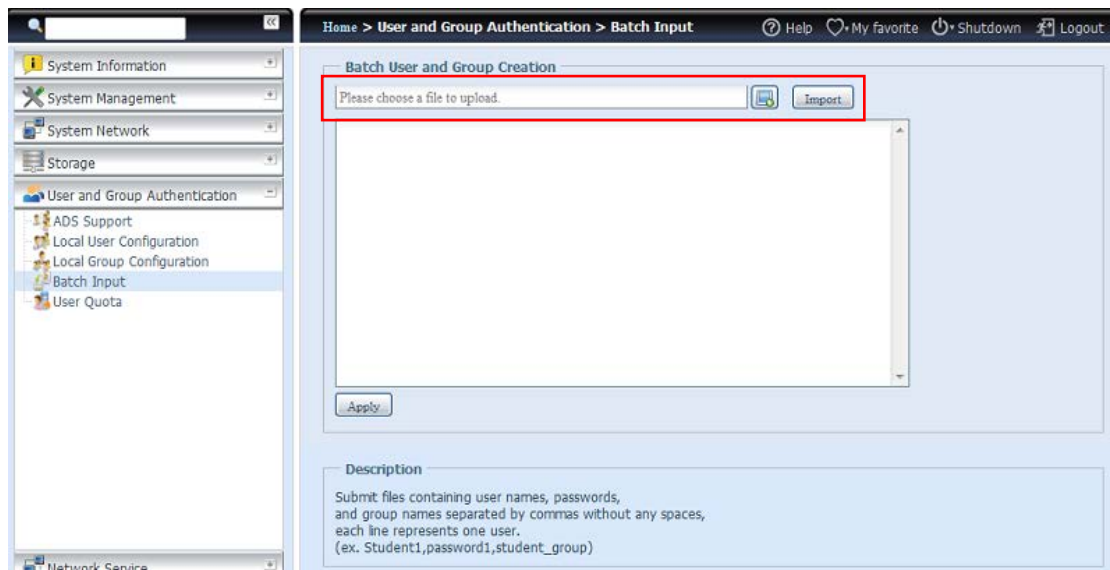 Home > User and Group Authentication > Batch Input
Help
My favorite
Shutdown
Logout
System Information
System Management
System Network
Storage
User and Group Authentication
ADS Support
Local User Configuration
Local Group Configuration
Batch Input
User Quota
Network Service
Batch User and Group Creation
Please choose a file to upload.
Import
Apply
Description
Submit files containing user names, passwords,
and group names separated by commas without any spaces,
each line represents one user.
(ex. Student1,password1,student_group)